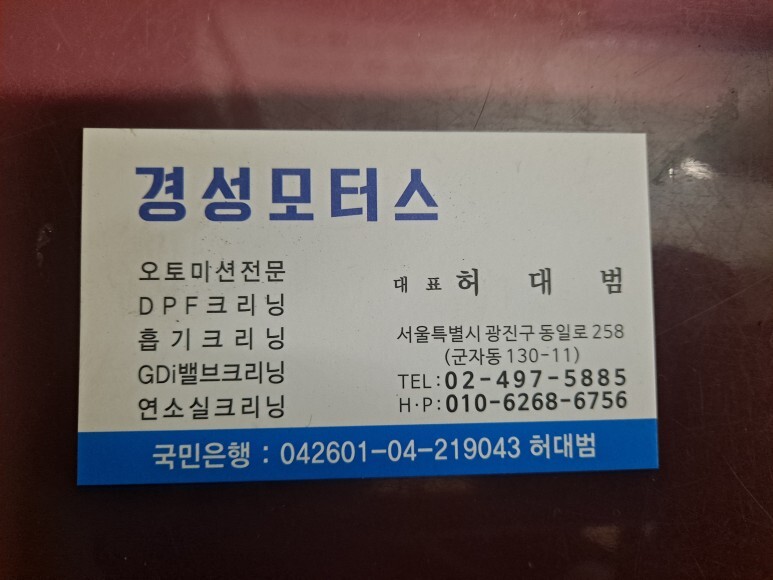 경성모터스
오토마션전문
DPF크리닝
흡기크리닝
GDi밸브크리닝
연소실크리닝
대표 허 대 범
서울특별시 광진구 동일로 258
(군자동 130-11)
TEL:02-497-5885
H·P:010-6268-6756
국민은행 : 042601-04-219043 허대범